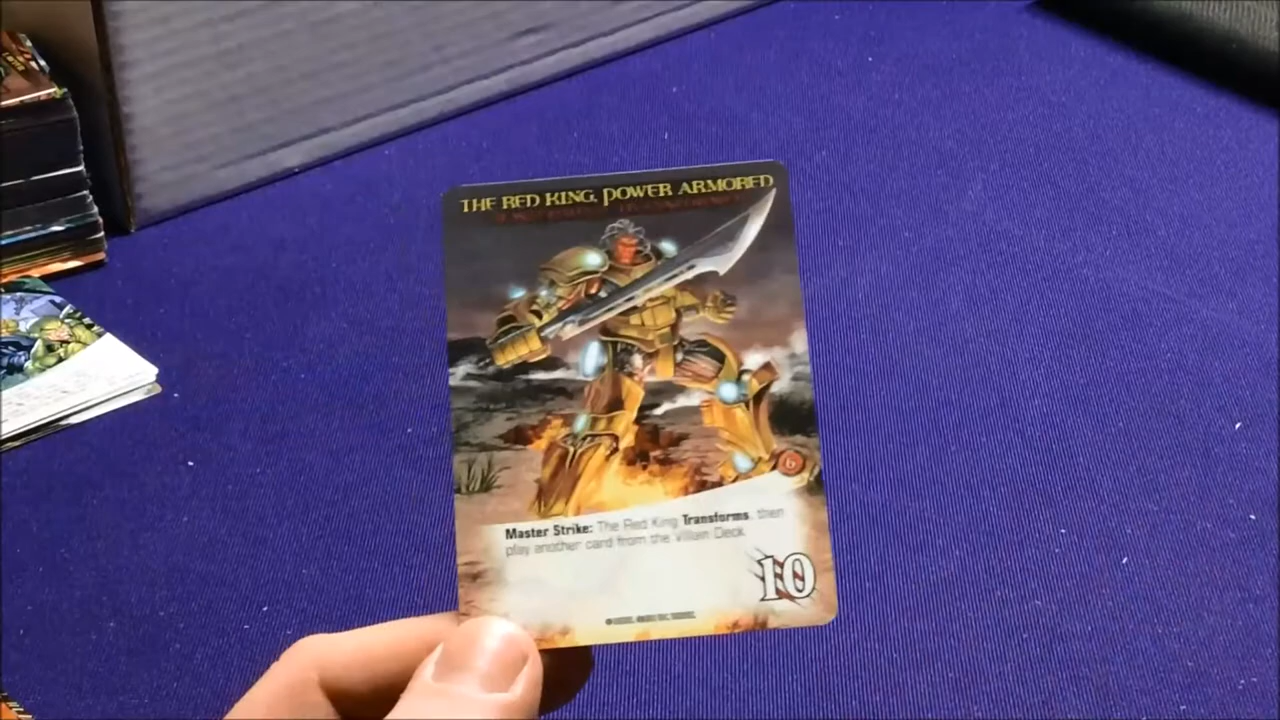 THE RED KING, POWER ARMORED
6
Master Strike: The Red King Transforms, then
play another card from the Villain Deck.
10